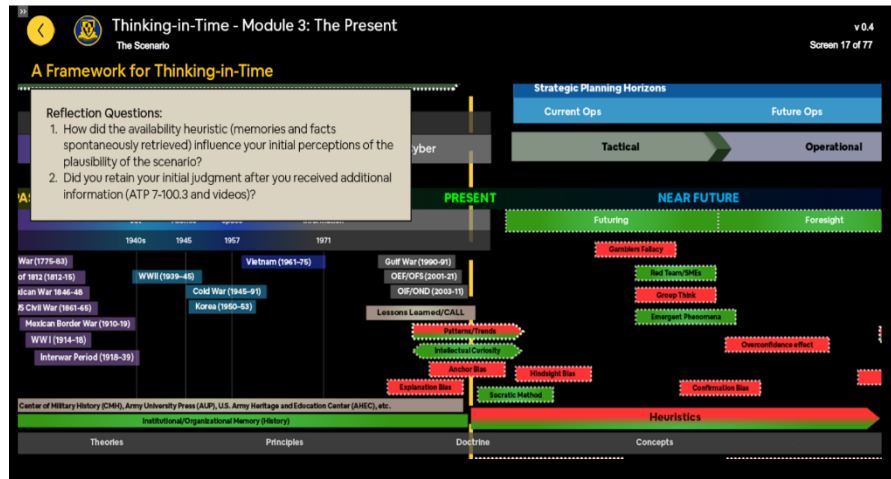 Thinking-in-Time - Module 3: The Present
The Scenario
v 0.4
Screen 17 of 77
A Framework for Thinking-in-Time
Reflection Questions:
1. How did the availability heuristic (memories and facts
spontaneously retrieved) influence your initial perceptions of the
plausibility of the scenario?
2. Did you retain your initial judgment after you received additional
information (ATP 7-100.3 and videos)?
Strategic Planning Horizons
Current Ops
Future Ops
yber
Tactical
Operational
PA
PRESENT
NEAR FUTURE
Futuring
Foresight
1940s
1945
1957
1971
War (1775-83)
of 1812 (1812-15)
ican War 1846-48
US Civil War (1861-65)
Mexican Border War (1910-19)
WW I (1914-18)
Interwar Period (1918-39)
WWII (1939-45)
Cold War (1945-91)
Korea (1950-53)
Vietnam (1961-75)
Gulf War (1990-91)
OEF/OFS (2001-21)
OIF/OND (2003-11)
Lessons Learned/CALL
Patterns/Trends
Intellectual Curiosity
Anchor Bias
Explanation Bias
Hindsight Bias
Socratic Method
Gamblers Fallacy
Red Team/SMEs
Group Think
Emergent Phenomena
Overconfidence effect
Confirmation Bias
Center of Military History (CMH), Army University Press (AUP), U.S. Army Heritage and Education Center (AHEC), etc.
Institutional/Organizational Memory (History)
Heuristics
Theories
Principles
Doctrine
Concepts